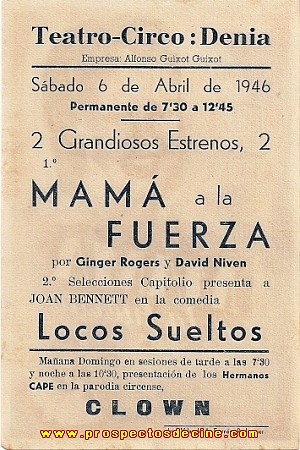 Teatro-Circo : Denia
Empresa: Alfonso Guixot Guixot
Sábado 6 de Abril de 1946
Permanente de 7'30 a 12'45
2 Grandiosos Estrenos, 2
1.º
MAMÁ a la
FUERZA
por Ginger Rogers y David Niven
2.º Selecciones Capitolio presenta a
JOAN BENNETT en la comedia
Locos Sueltos
Mañana Domingo en sesiones de tarde a las 7'30
y noche a las 10'30, presentación de los Hermanos
CAPE en la parodia circense,
CLOWN
www.prospectosdecine.com